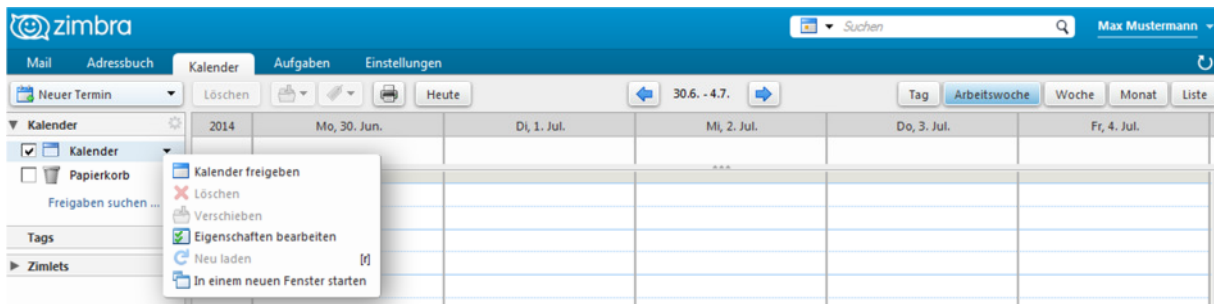 zimbra Suchen Max Mustermann
Mail Adressbuch Kalender Aufgaben Einstellungen
Neuer Termin Löschen Heute 30.6. - 4.7. Tag Arbeitswoche Woche Monat Liste
Kalender 2014 Mo, 30. Jun. Di, 1. Jul. Mi, 2. Jul. Do, 3. Jul. Fr, 4. Jul.
Kalender
Papierkorb
Freigaben suchen ...
Tags
Zimlets
Kalender freigeben
Löschen
Verschieben
Eigenschaften bearbeiten
Neu laden [r]
In einem neuen Fenster starten